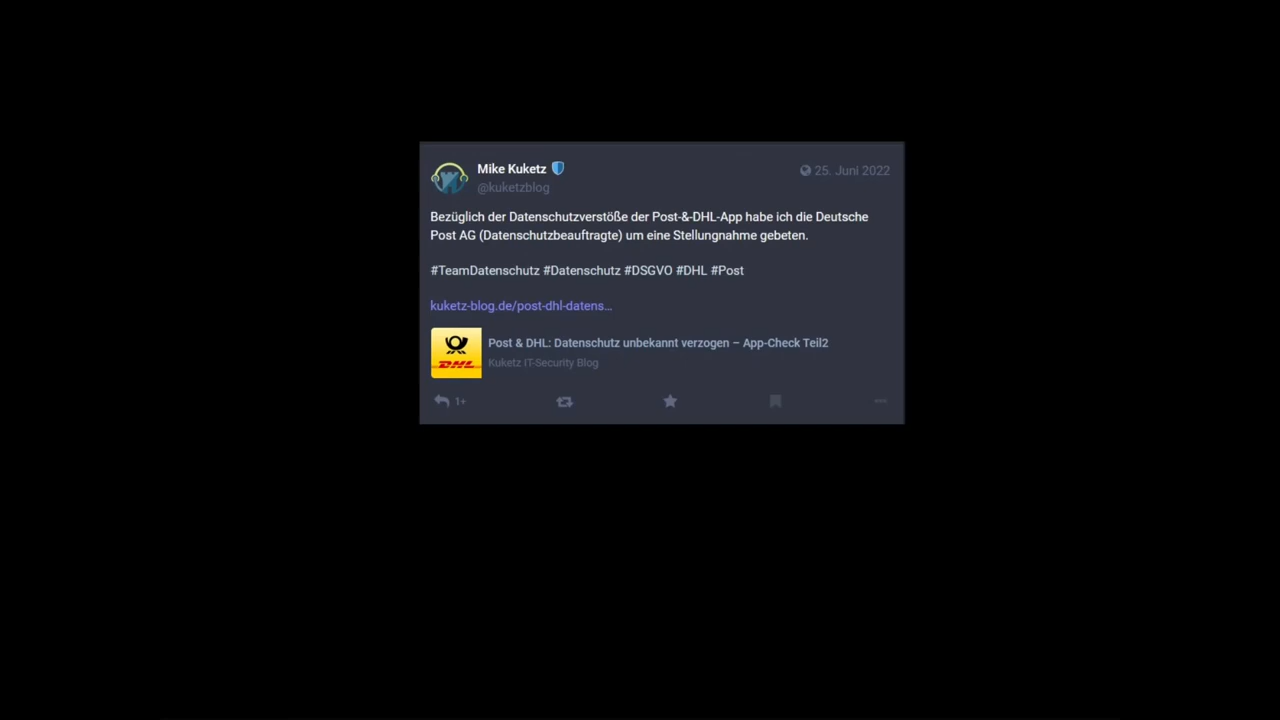 Mike Kuketz
25. Juni 2022
@kuketzblog
Bezüglich der Datenschutzverstöße der Post-&-DHL-App habe ich die Deutsche
Post AG (Datenschutzbeauftragte) um eine Stellungnahme gebeten.
#TeamDatenschutz #Datenschutz #DSGVO #DHL #Post
kuketz-blog.de/post-dhl-datens...
Post & DHL: Datenschutz unbekannt verzogen – App-Check Teil2
DHL
Kuketz IT-Security Blog
1+